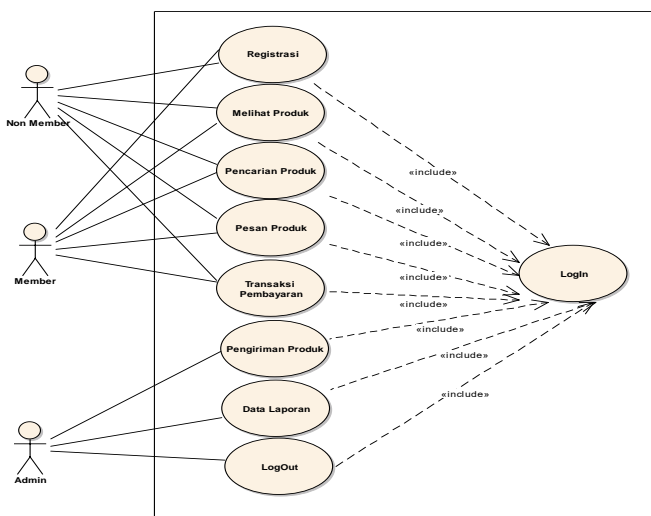 Registrasi
Non Member
Melihat Produk
Pencarian Produk
Pesan Produk
Member
Transaksi
Pembayaran
Pengiriman Produk
Data Laporan
Admin
LogOut
«include»
«include»
«include»
«include»
«include»
«include»
«include»
«include»
LogIn